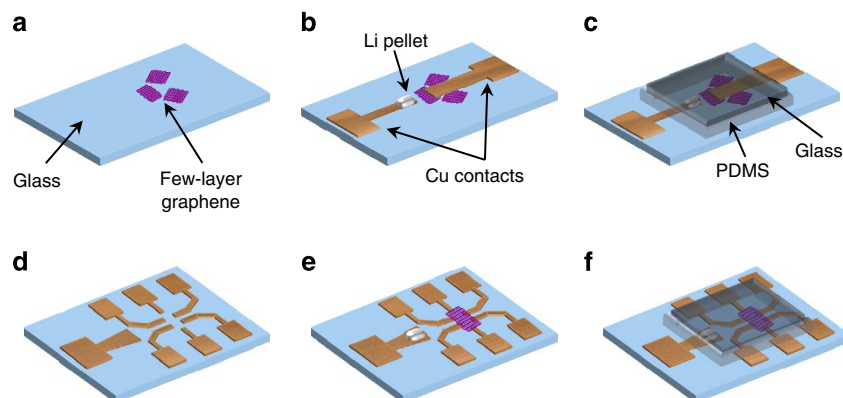 a
b
c
Li pellet
Glass
Few-layer
graphene
Cu contacts
PDMS
Glass
d
e
f